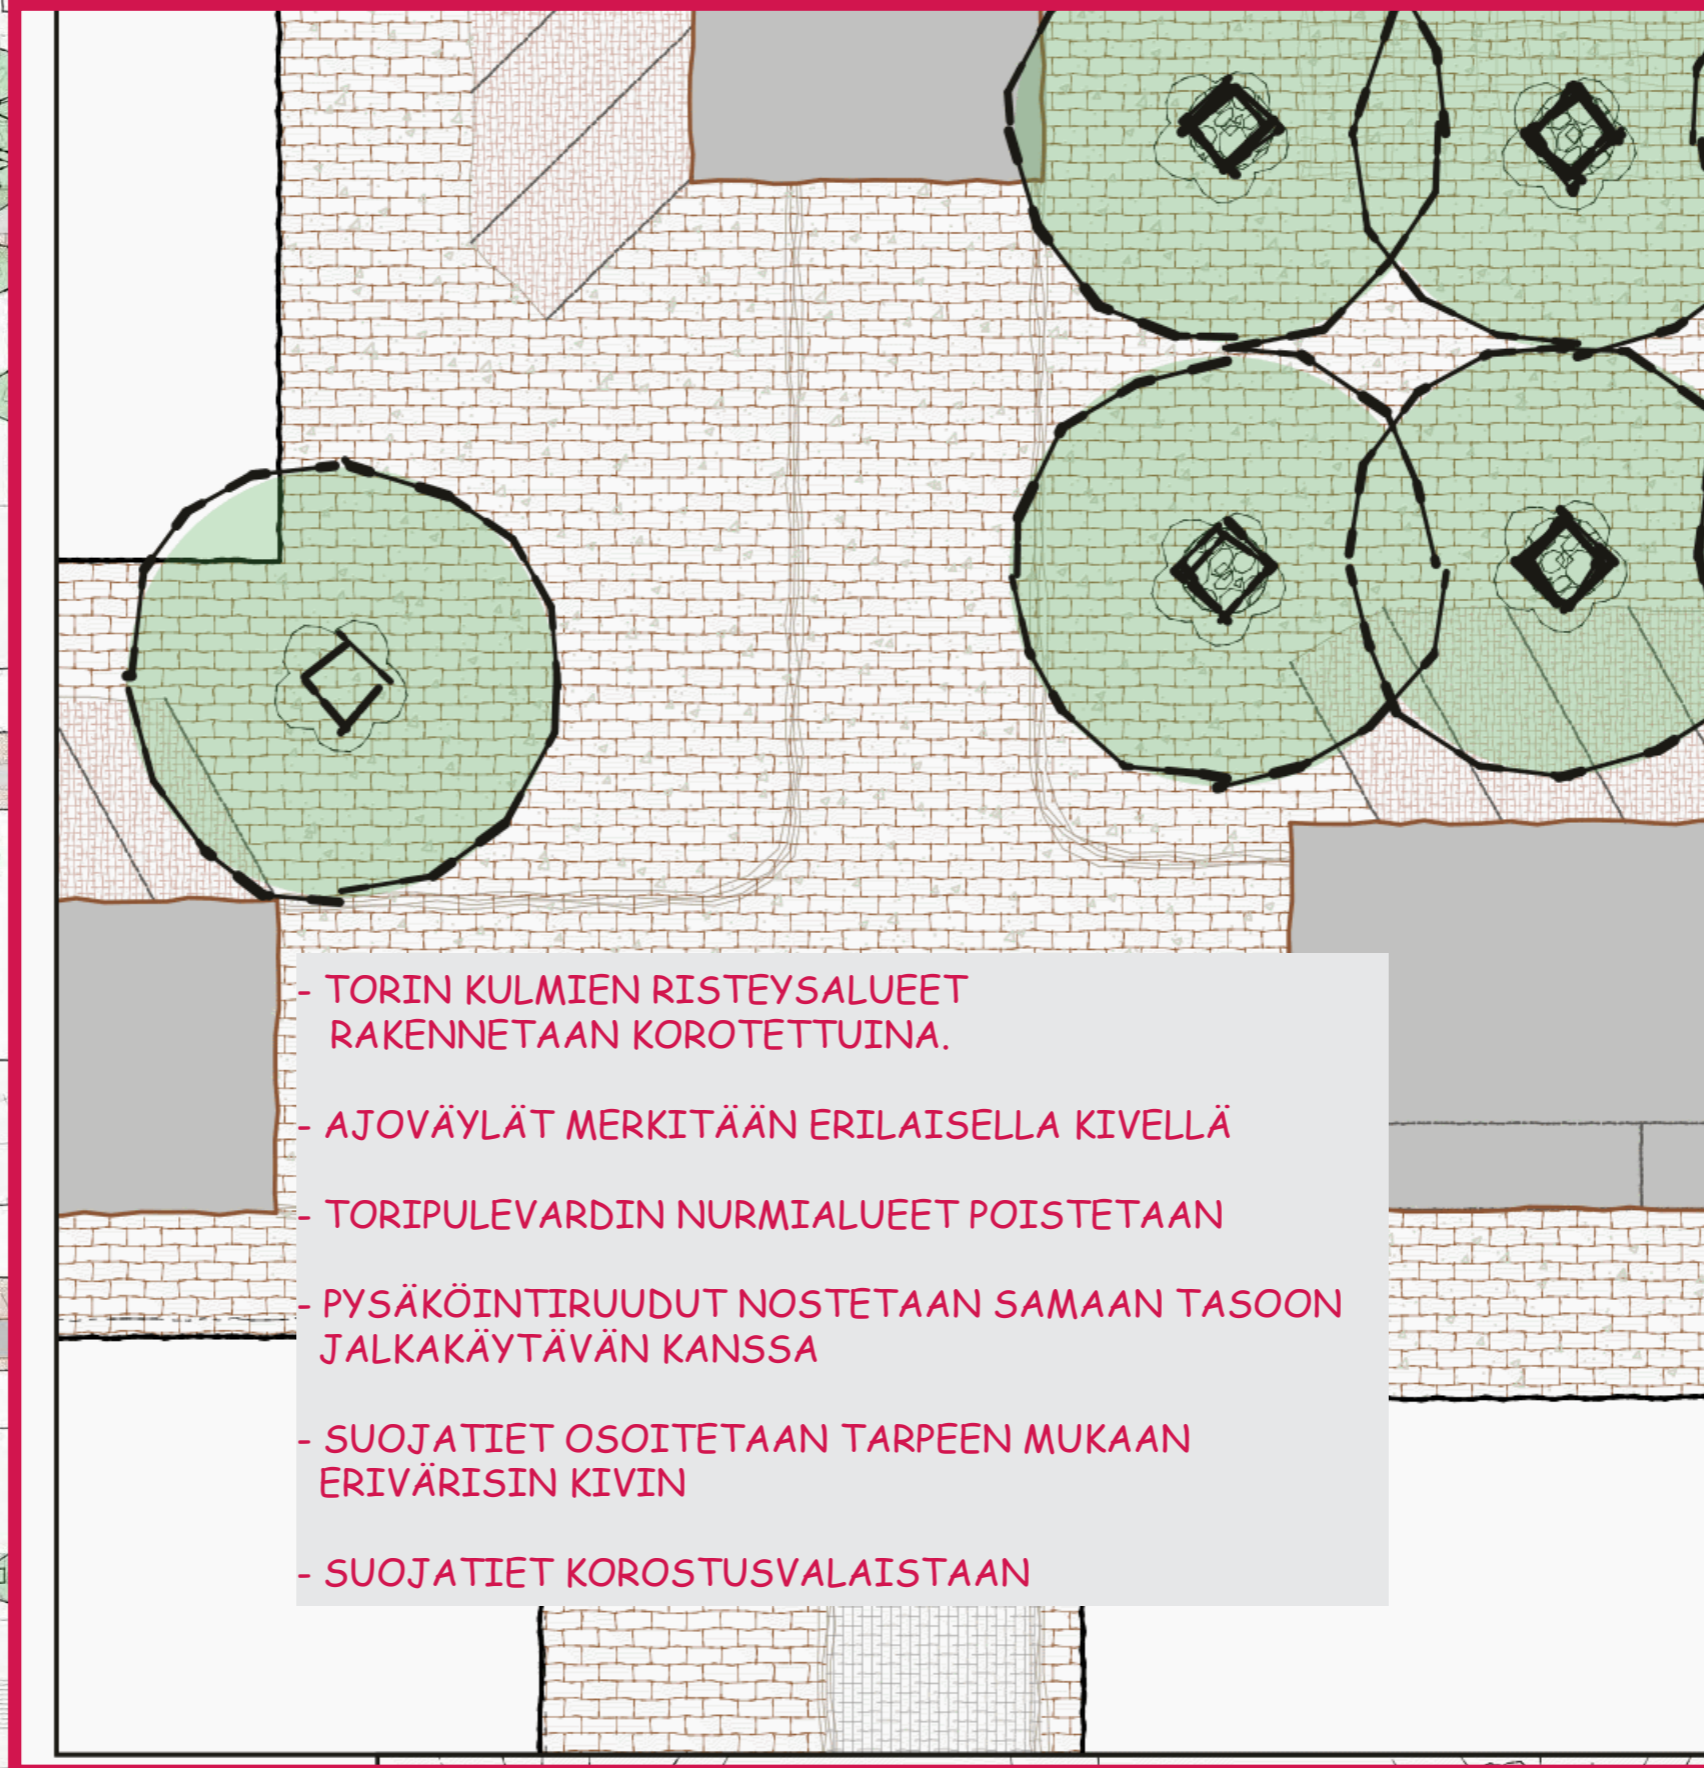 - TORIN KULMIEN RISTEYSALUEET
RAKENNETAAN KOROTETTUINA.
- AJOVÄYLÄT MERKITÄÄN ERILAISELLA KIVELLÄ
- TORIPULEVARDIN NURMIALUEET POISTETAAN
- PYSÄKÖINTIRUUDUT NOSTETAAN SAMAAN TASOON
JALKAKÄYTÄVÄN KANSSA
- SUOJATIET OSOITETAAN TARPEEN MUKAAN
ERIVÄRISIN KIVIN
- SUOJATIET KOROSTUSVALAISTAAN